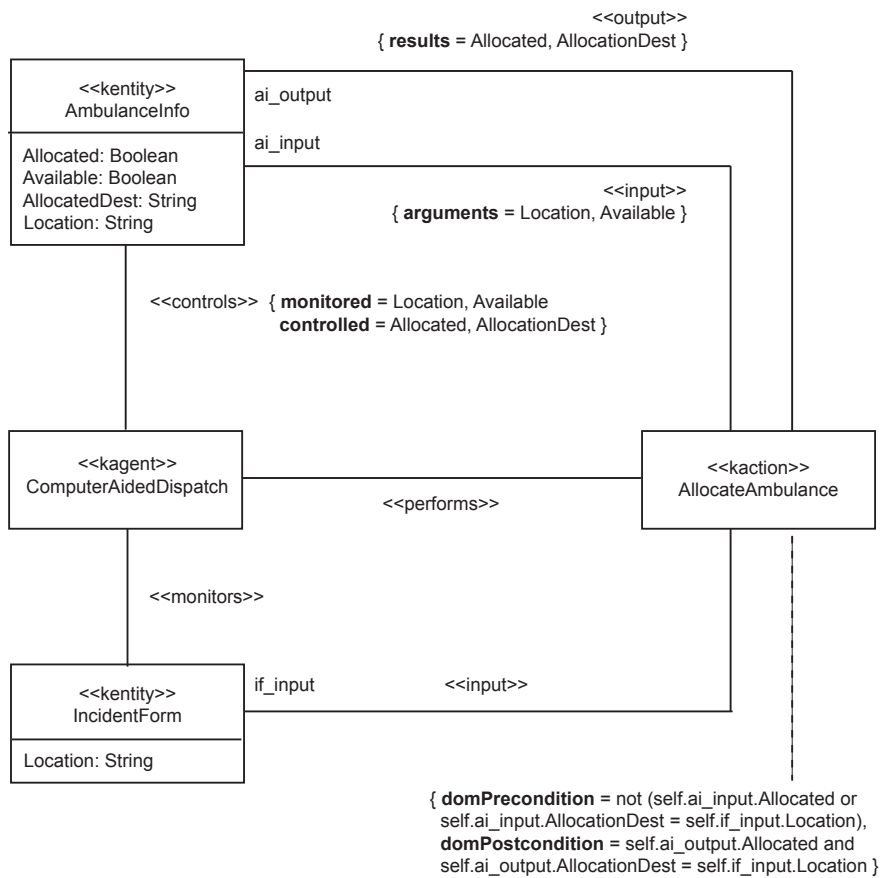 <<output>>
{ results = Allocated, AllocationDest }
<<kentity>>
AmbulanceInfo
Allocated: Boolean
Available: Boolean
AllocatedDest: String
Location: String
ai_output
ai_input
<<input>>
{ arguments = Location, Available }
<<controls>> { monitored = Location, Available
controlled = Allocated, AllocationDest }
<<kagent>>
ComputerAidedDispatch
<<performs>>
<<kaction>>
AllocateAmbulance
<<monitors>>
<<kentity>>
IncidentForm
Location: String
if_input
<<input>>
{ domPrecondition = not (self.ai_input.Allocated or
self.ai_input.AllocationDest = self.if_input.Location),
domPostcondition = self.ai_output.Allocated and
self.ai_output.AllocationDest = self.if_input.Location }